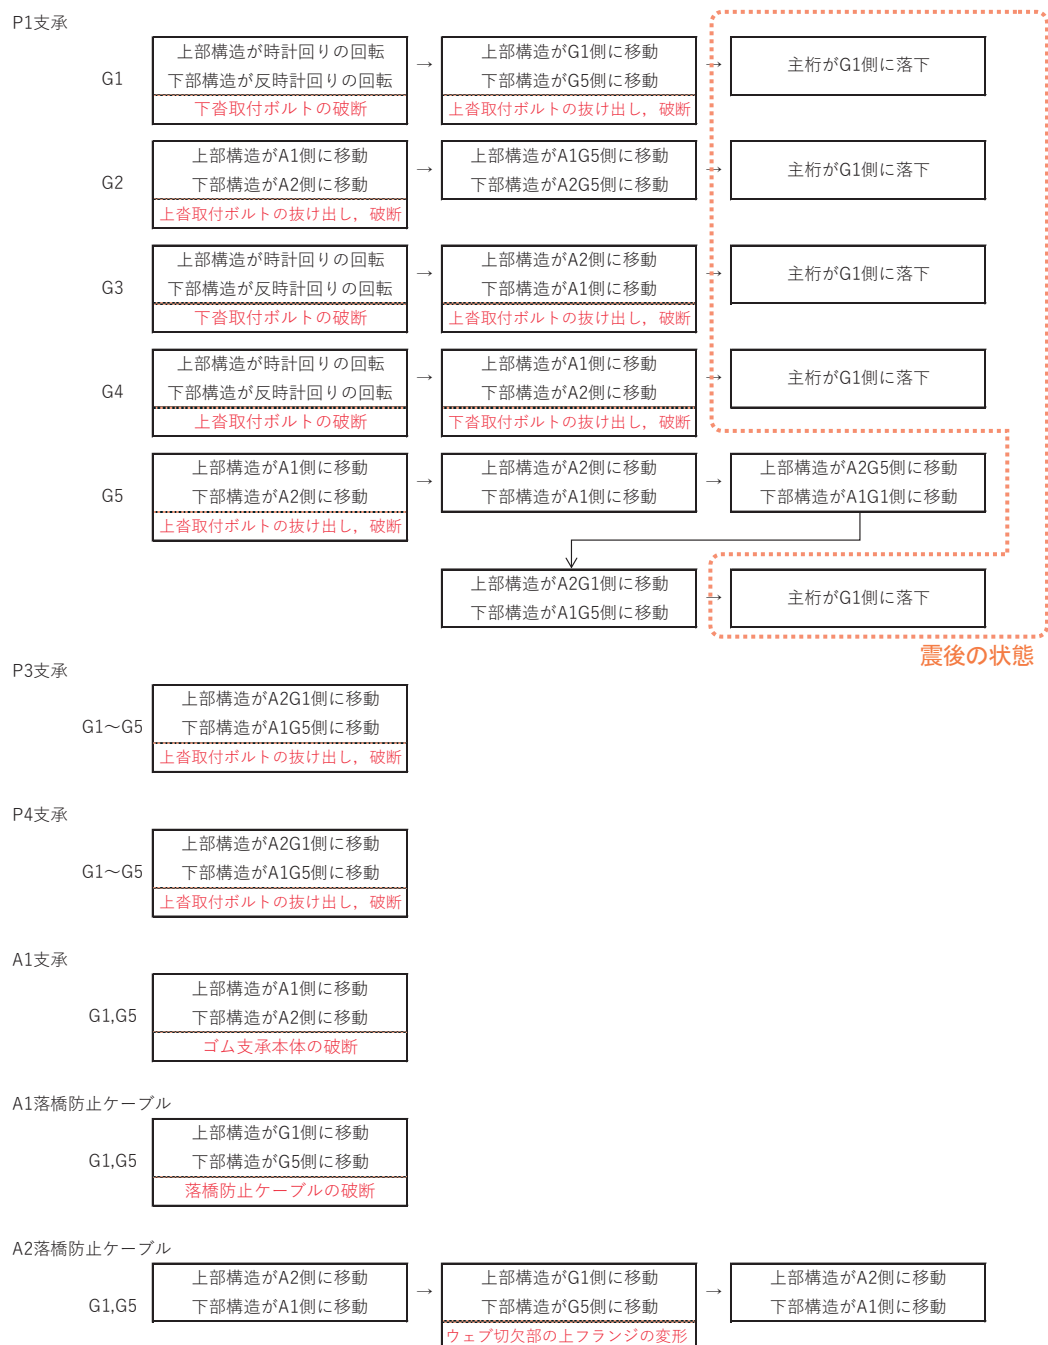 P1支承
G1
上部構造が時計回りの回転
下部構造が反時計回りの回転
下沓取付ボルトの破断
→
上部構造がG1側に移動
下部構造がG5側に移動
上沓取付ボルトの抜け出し，破断
→
主桁がG1側に落下
G2
上部構造がA1側に移動
下部構造がA2側に移動
上沓取付ボルトの抜け出し，破断
→
上部構造がA1G5側に移動
下部構造がA2G5側に移動
→
主桁がG1側に落下
G3
上部構造が時計回りの回転
下部構造が反時計回りの回転
下沓取付ボルトの破断
→
上部構造がA2側に移動
下部構造がA1側に移動
上沓取付ボルトの抜け出し，破断
→
主桁がG1側に落下
G4
上部構造が時計回りの回転
下部構造が反時計回りの回転
上沓取付ボルトの破断
→
上部構造がA1側に移動
下部構造がA2側に移動
下沓取付ボルトの抜け出し，破断
→
主桁がG1側に落下
G5
上部構造がA1側に移動
下部構造がA2側に移動
上沓取付ボルトの抜け出し，破断
→
上部構造がA2側に移動
下部構造がA1側に移動
→
上部構造がA2G5側に移動
下部構造がA1G1側に移動
上部構造がA2G1側に移動
下部構造がA1G5側に移動
→
主桁がG1側に落下
震後の状態
P3支承
G1～G5
上部構造がA2G1側に移動
下部構造がA1G5側に移動
上沓取付ボルトの抜け出し，破断
P4支承
G1～G5
上部構造がA2G1側に移動
下部構造がA1G5側に移動
上沓取付ボルトの抜け出し，破断
A1支承
G1,G5
上部構造がA1側に移動
下部構造がA2側に移動
ゴム支承本体の破断
A1落橋防止ケーブル
G1,G5
上部構造がG1側に移動
下部構造がG5側に移動
落橋防止ケーブルの破断
A2落橋防止ケーブル
G1,G5
上部構造がA2側に移動
下部構造がA1側に移動
→
上部構造がG1側に移動
下部構造がG5側に移動
ウェブ切欠部の上フランジの変形
→
上部構造がA2側に移動
下部構造がA1側に移動